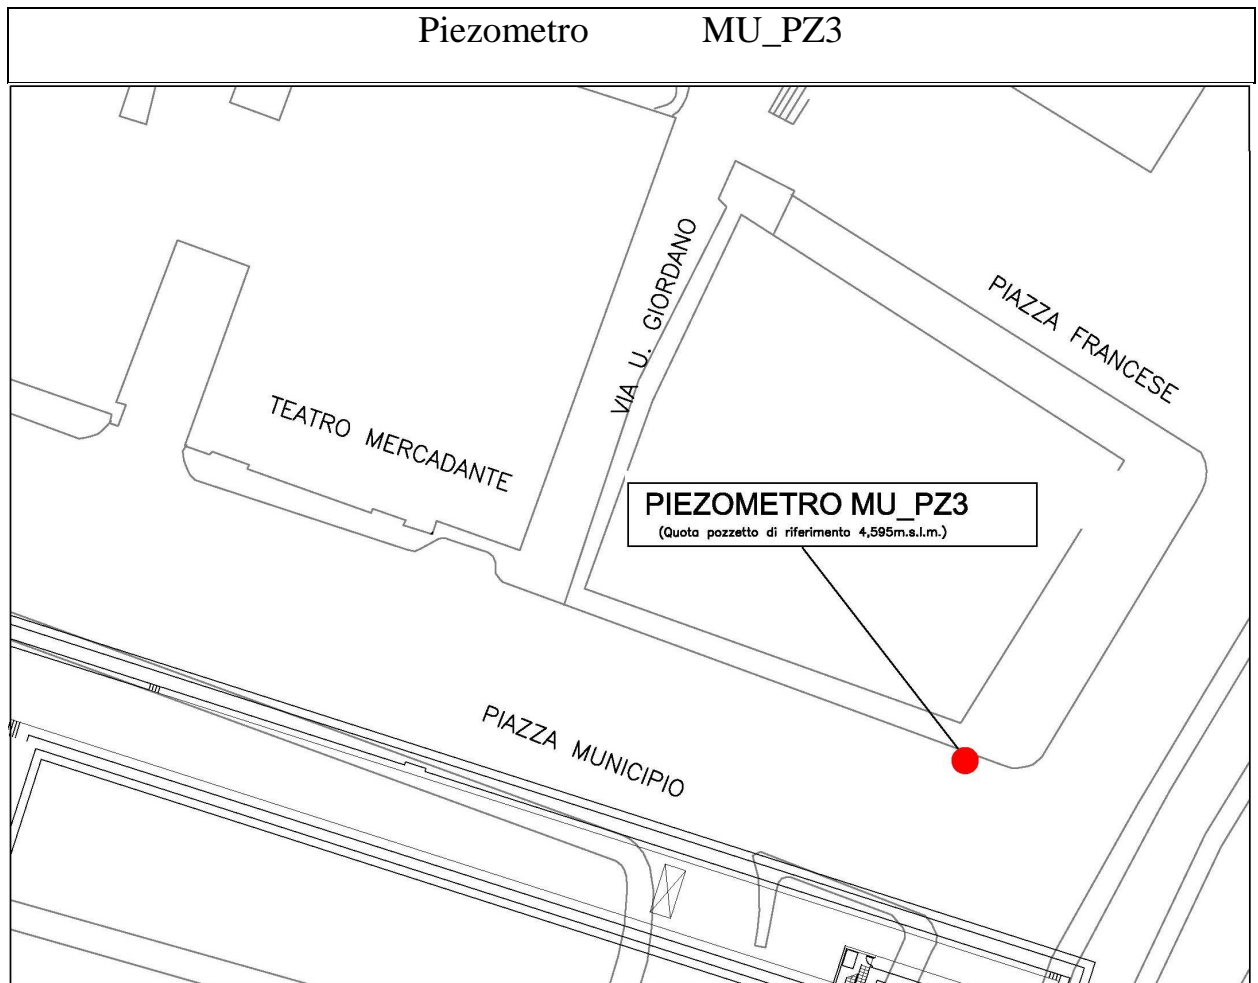 Piezometro MU_PZ3
VIA U. GIORDANO
PIAZZA FRANCESE
TEATRO MERCADANTE
PIEZOMETRO MU_PZ3
(Quota pozzetto di riferimento 4,595m.s.l.m.)
PIAZZA MUNICIPIO